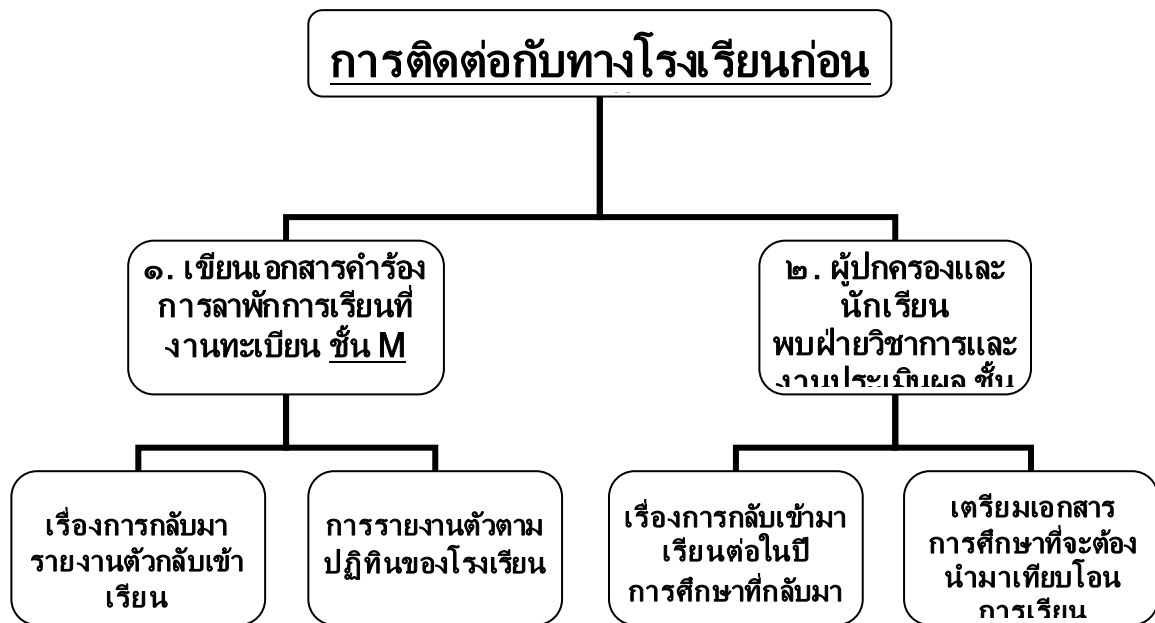 การติดต่อกับทางโรงเรียนก่อน
๑. เขียนเอกสารคำร้อง
การลาพักการเรียนที่
งานทะเบียน ชั้น M
๒. ผู้ปกครองและ
นักเรียน
พบฝ่ายวิชาการและ
งานประเมินผล ชั้น
เรื่องการกลับมา
รายงานตัวกลับเข้า
เรียน
การรายงานตัวตาม
ปฏิทินของโรงเรียน
เรื่องการกลับเข้ามา
เรียนต่อในปี
การศึกษาที่กลับมา
เตรียมเอกสาร
การศึกษาที่จะต้อง
นำมาเทียบโอน
การเรียน